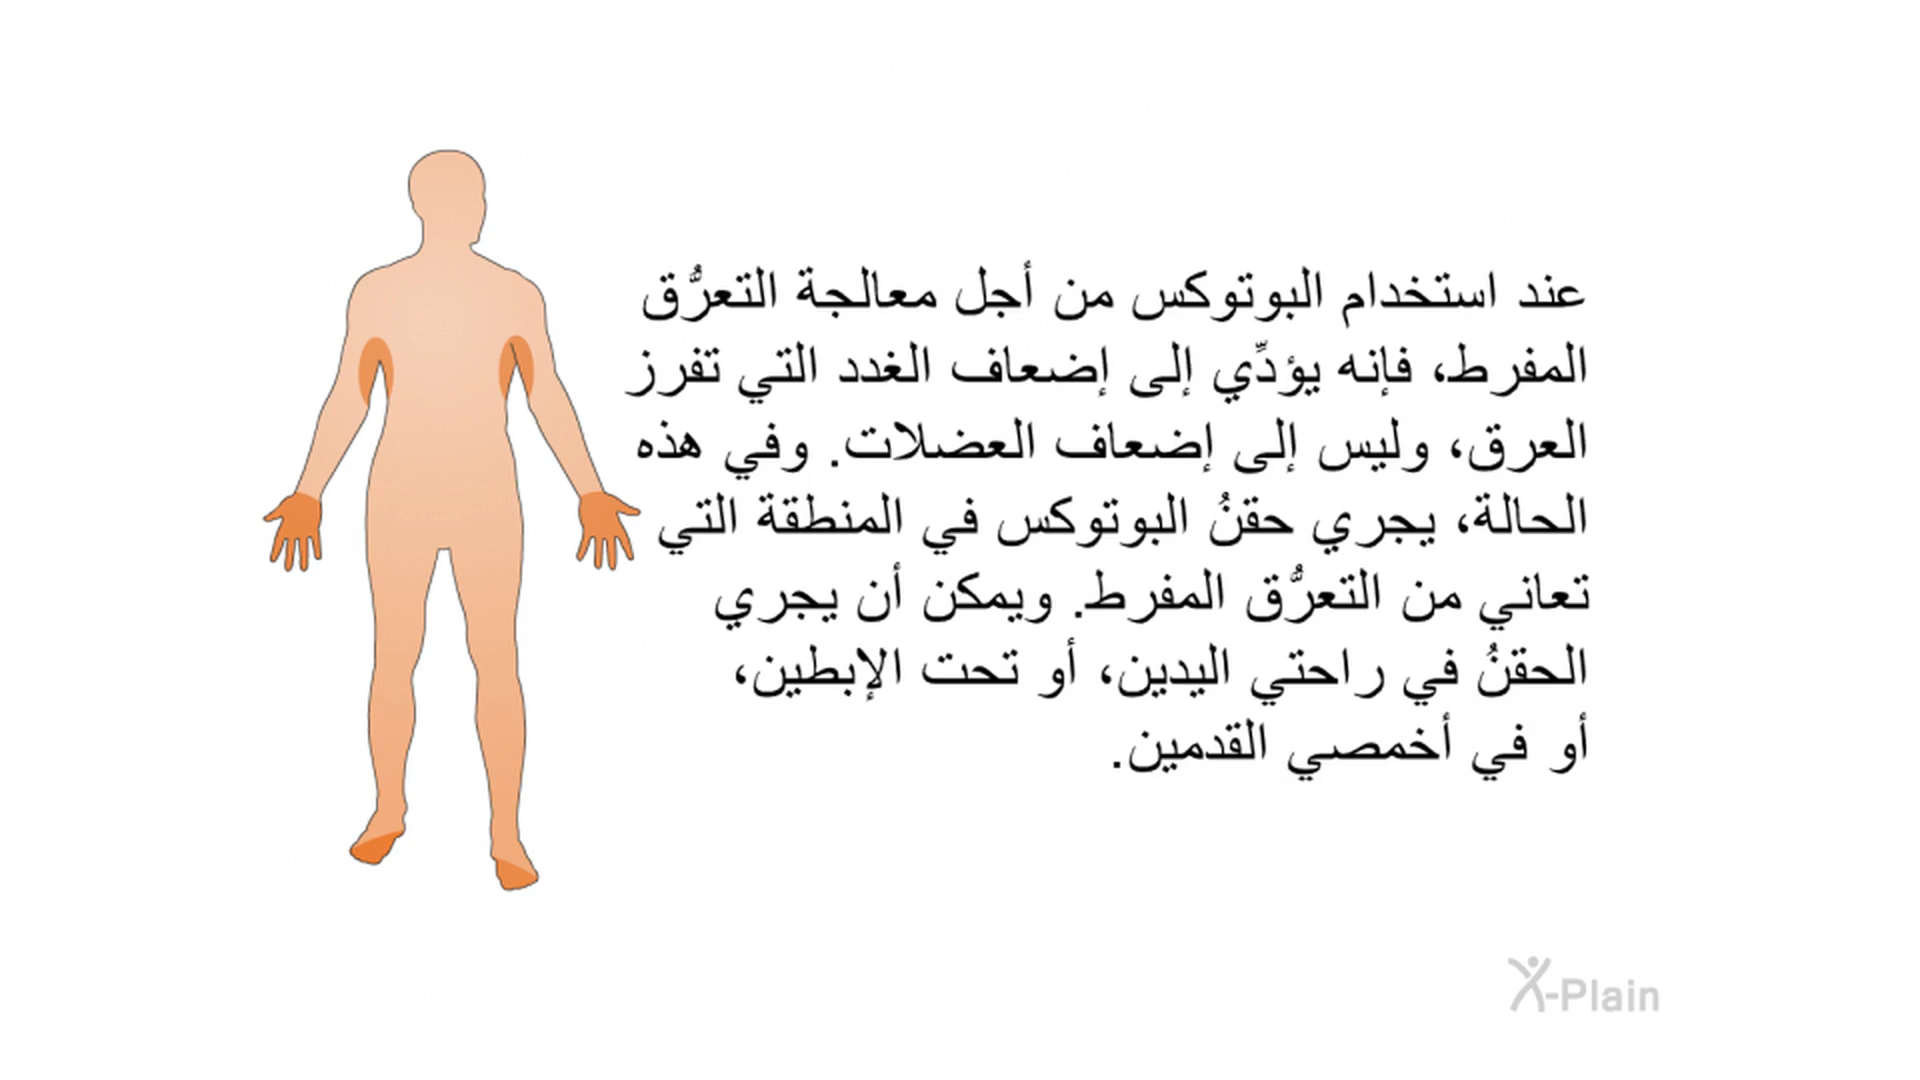 عند استخدام البوتوكس من أجل معالجة التعرُّق
المفرط، فإنه يؤدِّي إلى إضعاف الغدد التي تفرز
العرق، وليس إلى إضعاف العضلات. وفي هذه
الحالة، يجري حقنُ البوتوكس في المنطقة التي
تعاني من التعرُّق المفرط. ويمكن أن يجري
الحقنُ في راحتي اليدين، أو تحت الإبطين،
أو في أخمصي القدمين.
X-Plain